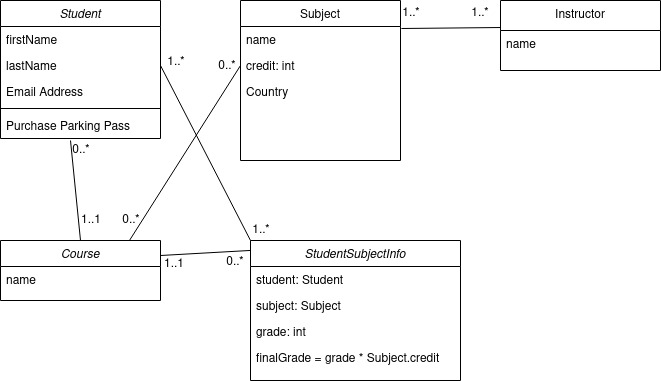 Student
firstName
lastName
Email Address
Purchase Parking Pass
Subject
name
credit: int
Country
Instructor
name
1..*
1..*
1..*
0..*
0..*
1..1
0..*
1..*
1..1
0..*
Course
name
StudentSubjectInfo
student: Student
subject: Subject
grade: int
finalGrade = grade * Subject.credit